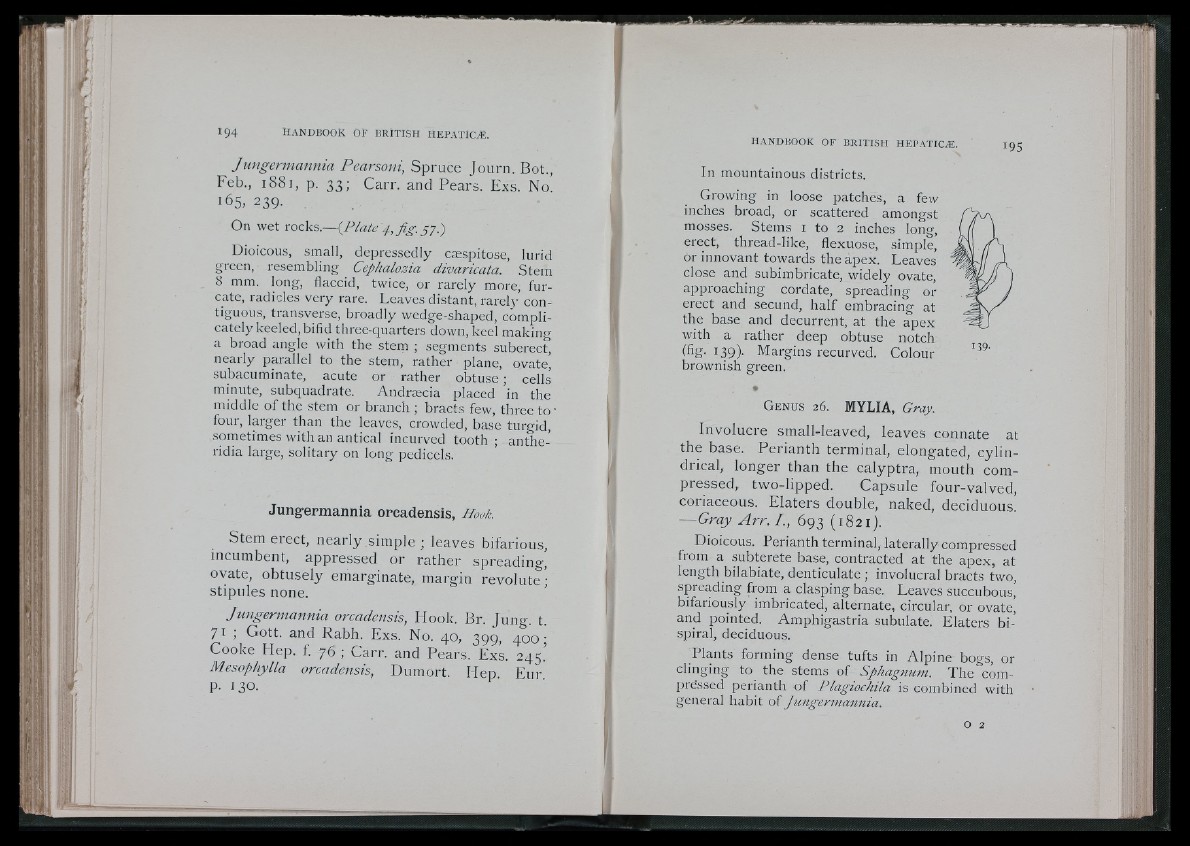 194 HANDBOOK OF BRITISH HEPATICÆ.
Jungermannia Pearsoni, Spruce Journ. Bot.,
Feb., 1881, p. 33; Carr. and Pears. Exs. No.
165, 239.
On wet rocks.—(Plate 4, fig. 57.)
Dioicous, small, depressedly cæspitose, lurid
green, resembling Cephalozia divaricata. Stem
8 mm. long, flaccid, twice, or rarely more, fur-
cate, radicles very rare. Leaves distant, rarely con-
tiguous, transverse, broadly wedge-shaped, compli-
cately keeled, bifid three-quarters down, keel making
a broad angle with the stem ; segments suberect,
nearly parallel to the stem, rather plane, ovate,
subacuminate, acute or rather obtuse ; cells
minute, subquadrate. Andræcia placed in the
middle of the stem or branch ; bracts few, three to
four, larger than the leaves, crowded, base turgid,
sometimes with an antical incurved tooth ; anthe-
ridia large, solitary on long pedicels.
Jungermannia orcadensis, Hook.
Stem erect, nearly simple ; leaves bifarious,
incumbent, appressed or rather spreading,
ovate, obtusely emarginate, margin revolute ;
stipules none.
Jungermannia orcadensis, Hook. Br. Jung. t.
71 ; Gott. and Rabh. Exs. No. 40, 399, 400 ;
Cooke Hep. f. 76 ; Carr. and Pears. Exs. 245.
Mesophylla orcadensis, Dumort. Hep. Eur.
p. 130.
HANDBOOK OF BRITISH HEPATICÆ. 195
In mountainous districts.
Growing in loose patches, a few
inches broad, or scattered amongst
mosses. Stems 1 to 2 inches long,
erect, thread-like, flexuose, simple,
or innovant towards the apex. Leaves
close and subimbricate, widely ovate,
approaching cordate, spreading or
erect and secund, half embracing at
the base and decurrent, at the apex
with a rather deep obtuse notch
(fig. 139). Margins recurved. Colour
brownish green.
139.
GENUS 26. MYLIA, Gray.
Involucre small-leaved, leaves connate at
the base. Perianth terminal, elongated, cylin-
drical, longer than the calyptra, mouth com-
pressed, two-lipped. Capsule four-valved,
coriaceous. Elaters double, naked, deciduous.
—Gray Arr. I., 693 (1821).
Dioicous. Perianth terminal, laterally compressed
from a subterete base, contracted at the apex, at
length bilabiate, denticulate ; involucral bracts two,
spreading from a clasping base. Leaves succubous,
bifariously imbricated, alternate, circular, or ovate,
and pointed. Amphigastria subulate. Elaters bi-
spiral, deciduous.
Plants forming dense tufts in Alpine bogs, or
clinging to the stems of Sphagnum. The com-
pressed perianth of Plagiochila is combined with
general habit of Jungermannia.
O 2